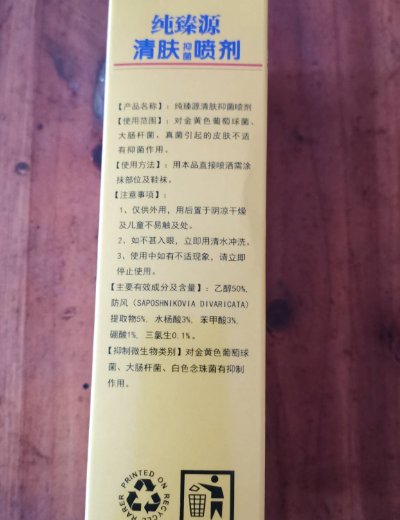 纯臻源
清肤抑菌喷剂
【产品名称】：纯臻源清肤抑菌喷剂
【使用范围】：对金黄色葡萄球菌、
大肠杆菌、真菌引起的皮肤不适
有抑菌作用。
【使用方法】：用本品直接喷洒需涂
抹部位及鞋袜。
【注意事项】：
1、仅供外用，用后置于阴凉干燥
及儿童不易触及处。
2、如不甚入眼，立即用清水冲洗。
3、使用中如有不适现象，请立即
停止使用。
【主要有效成分及含量】：乙醇50%，
防风（SAPOSHNIKOVIA DIVARICATA）
提取物5%，水杨酸3%，苯甲酸3%，
硼酸1%，三氯生0.1%。
【抑制微生物类别】对金黄色葡萄球
菌、大肠杆菌、白色念珠菌有抑制
作用。
PRINTED ON RECYCLE